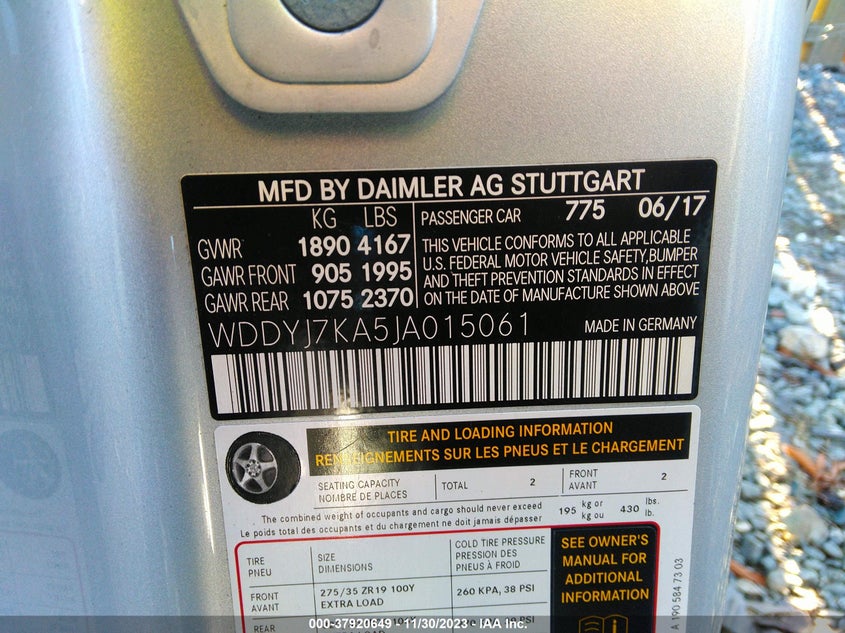 MFD BY DAIMLER AG STUTTGART
KG LBS
GVWR 1890 4167
GAWR FRONT 905 1995
GAWR REAR 1075 2370
PASSENGER CAR 775 06/17
THIS VEHICLE CONFORMS TO ALL APPLICABLE
U.S. FEDERAL MOTOR VEHICLE SAFETY, BUMPER
AND THEFT PREVENTION STANDARDS IN EFFECT
ON THE DATE OF MANUFACTURE SHOWN ABOVE
WDDYJ7KA5JA015061 MADE IN GERMANY
TIRE AND LOADING INFORMATION
RENSEIGNEMENTS SUR LES PNEUS ET LE CHARGEMENT
SEATING CAPACITY
NOMBRE DE PLACES
TOTAL 2
FRONT
AVANT
2
The combined weight of occupants and cargo should never exceed
Le poids total des occupants et du chargement ne doit jamais dépasser
195 kg or
kg ou
430 lbs.
lb.
TIRE
PNEU
SIZE
DIMENSIONS
COLD TIRE PRESSURE
PRESSION DES
PNEUS À FROID
FRONT
AVANT
275/35 ZR19 100Y
EXTRA LOAD
260 KPA, 38 PSI
REAR
SEE OWNER'S
MANUAL FOR
ADDITIONAL
INFORMATION
A 190 584 73 03
000-37920649 - 11/30/2023 - IAA Inc.